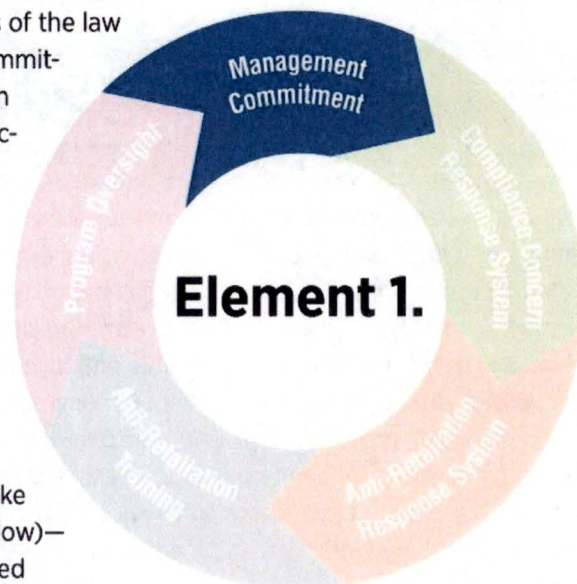 of the law
mmit-
Management
Commitment
Compliance Concern
Response System
Program Oversight
Element 1.
Anti-Retaliation
Training
Anti-Retaliation
Response System
ke
ow)—
ed